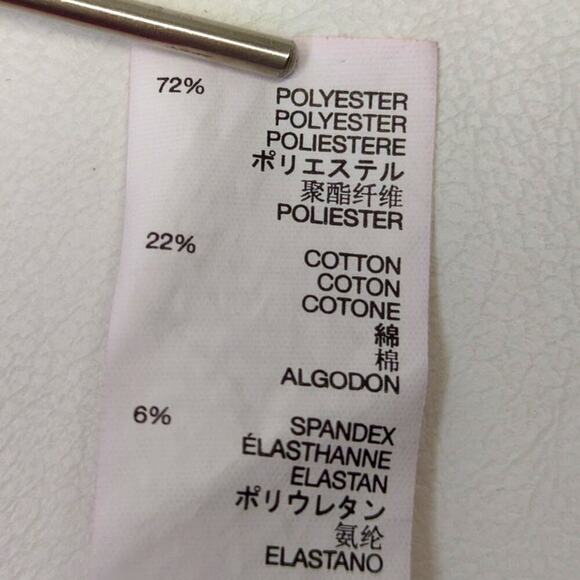 72% POLYESTER
POLYESTER
POLIESTERE
ポリエステル
聚酯纤维
POLIESTER
22% COTTON
COTON
COTONE
綿
棉
ALGODON
6% SPANDEX
ÉLASTHANNE
ELASTAN
ポリウレタン
氨纶
ELASTANO